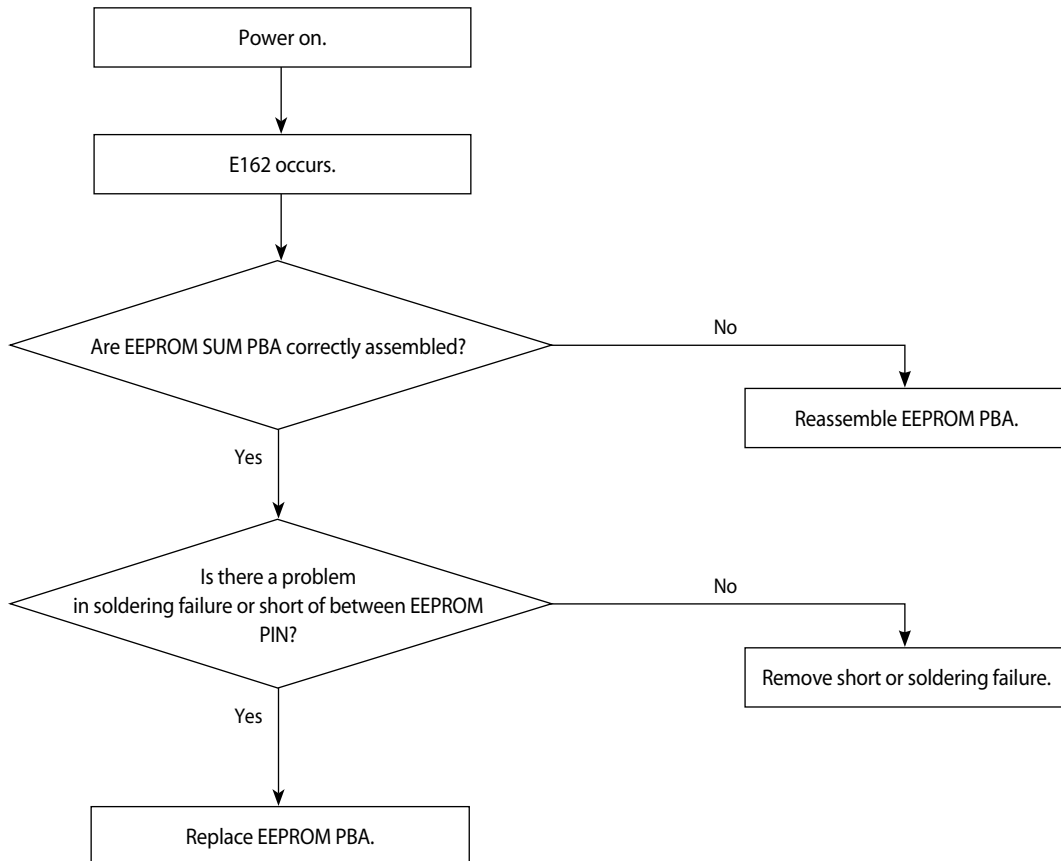 Power on.
E162 occurs.
Are EEPROM SUM PBA correctly assembled?
No
Reassemble EEPROM PBA.
Yes
Is there a problem
in soldering failure or short of between EEPROM
PIN?
No
Remove short or soldering failure.
Yes
Replace EEPROM PBA.